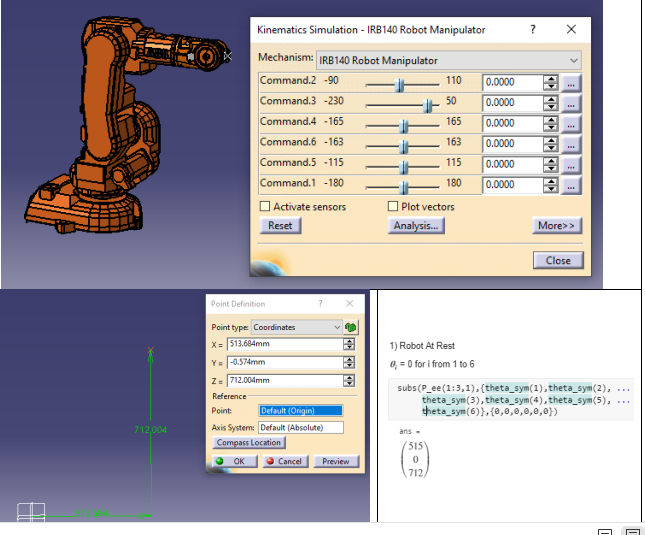 Kinematics Simulation - IRB140 Robot Manipulator ? ×
Mechanism: IRB140 Robot Manipulator
Command.2 -90 110 0.0000 ...
Command.3 -230 50 0.0000 ...
Command.4 -165 165 0.0000 ...
Command.6 -163 163 0.0000 ...
Command.5 -115 115 0.0000 ...
Command.1 -180 180 0.0000 ...
Activate sensors Plot vectors
Reset Analysis... More>>
Close
Point Definition ? ×
Point type: Coordinates
X = 513.684mm
Y = -0.574mm
Z = 712.004mm
Reference
Point: Default (Origin)
Axis System: Default (Absolute)
Compass Location
OK Cancel Preview
712.004
1) Robot At Rest
θi = 0 for i from 1 to 6
subs(P_ee(1:3,1),{theta_sym(1),theta_sym(2), ...
theta_sym(3),theta_sym(4),theta_sym(5), ...
theta_sym(6)},{0,0,0,0,0,0})
ans =
515
0
712